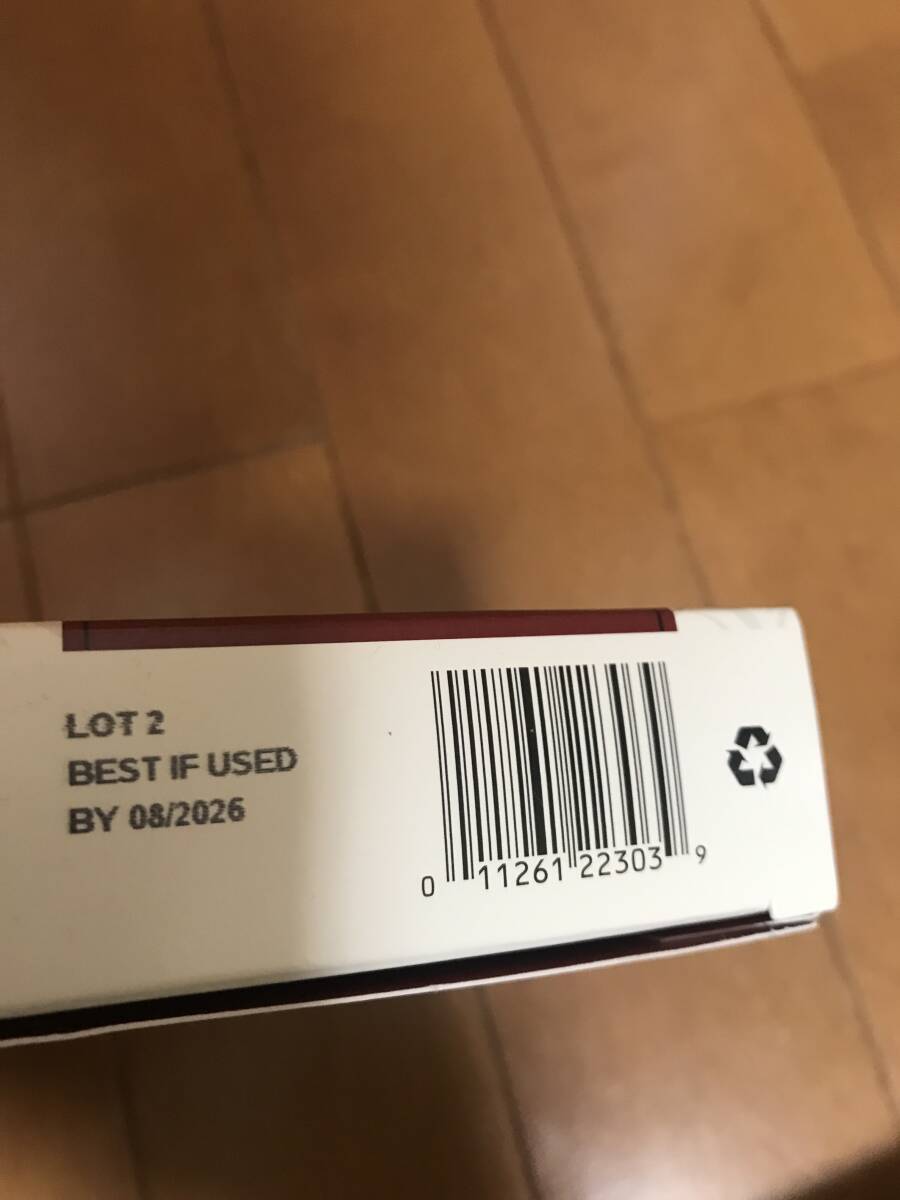 LOT 2
BEST IF USED
BY 08/2026
0 11261 22303 9